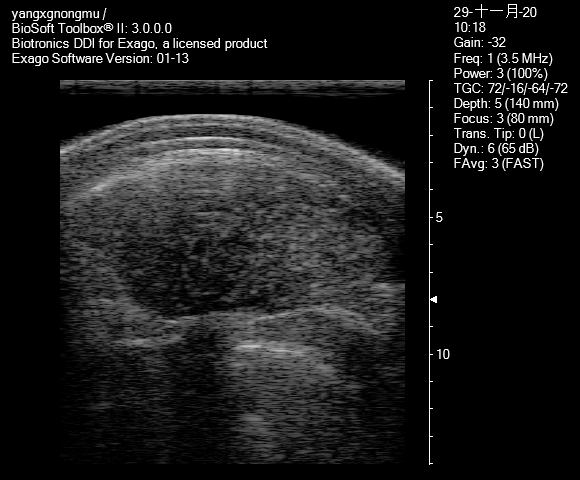 yangxgnongmu /
BioSoft Toolbox® II: 3.0.0.0
Biotronics DDI for Exago, a licensed product
Exago Software Version: 01-13
29-十一月-20
10:18
Gain: -32
Freq: 1 (3.5 MHz)
Power: 3 (100%)
TGC: 72/-16/-64/-72
Depth: 5 (140 mm)
Focus: 3 (80 mm)
Trans. Tip: 0 (L)
Dyn.: 6 (65 dB)
FAvg: 3 (FAST)
5
10